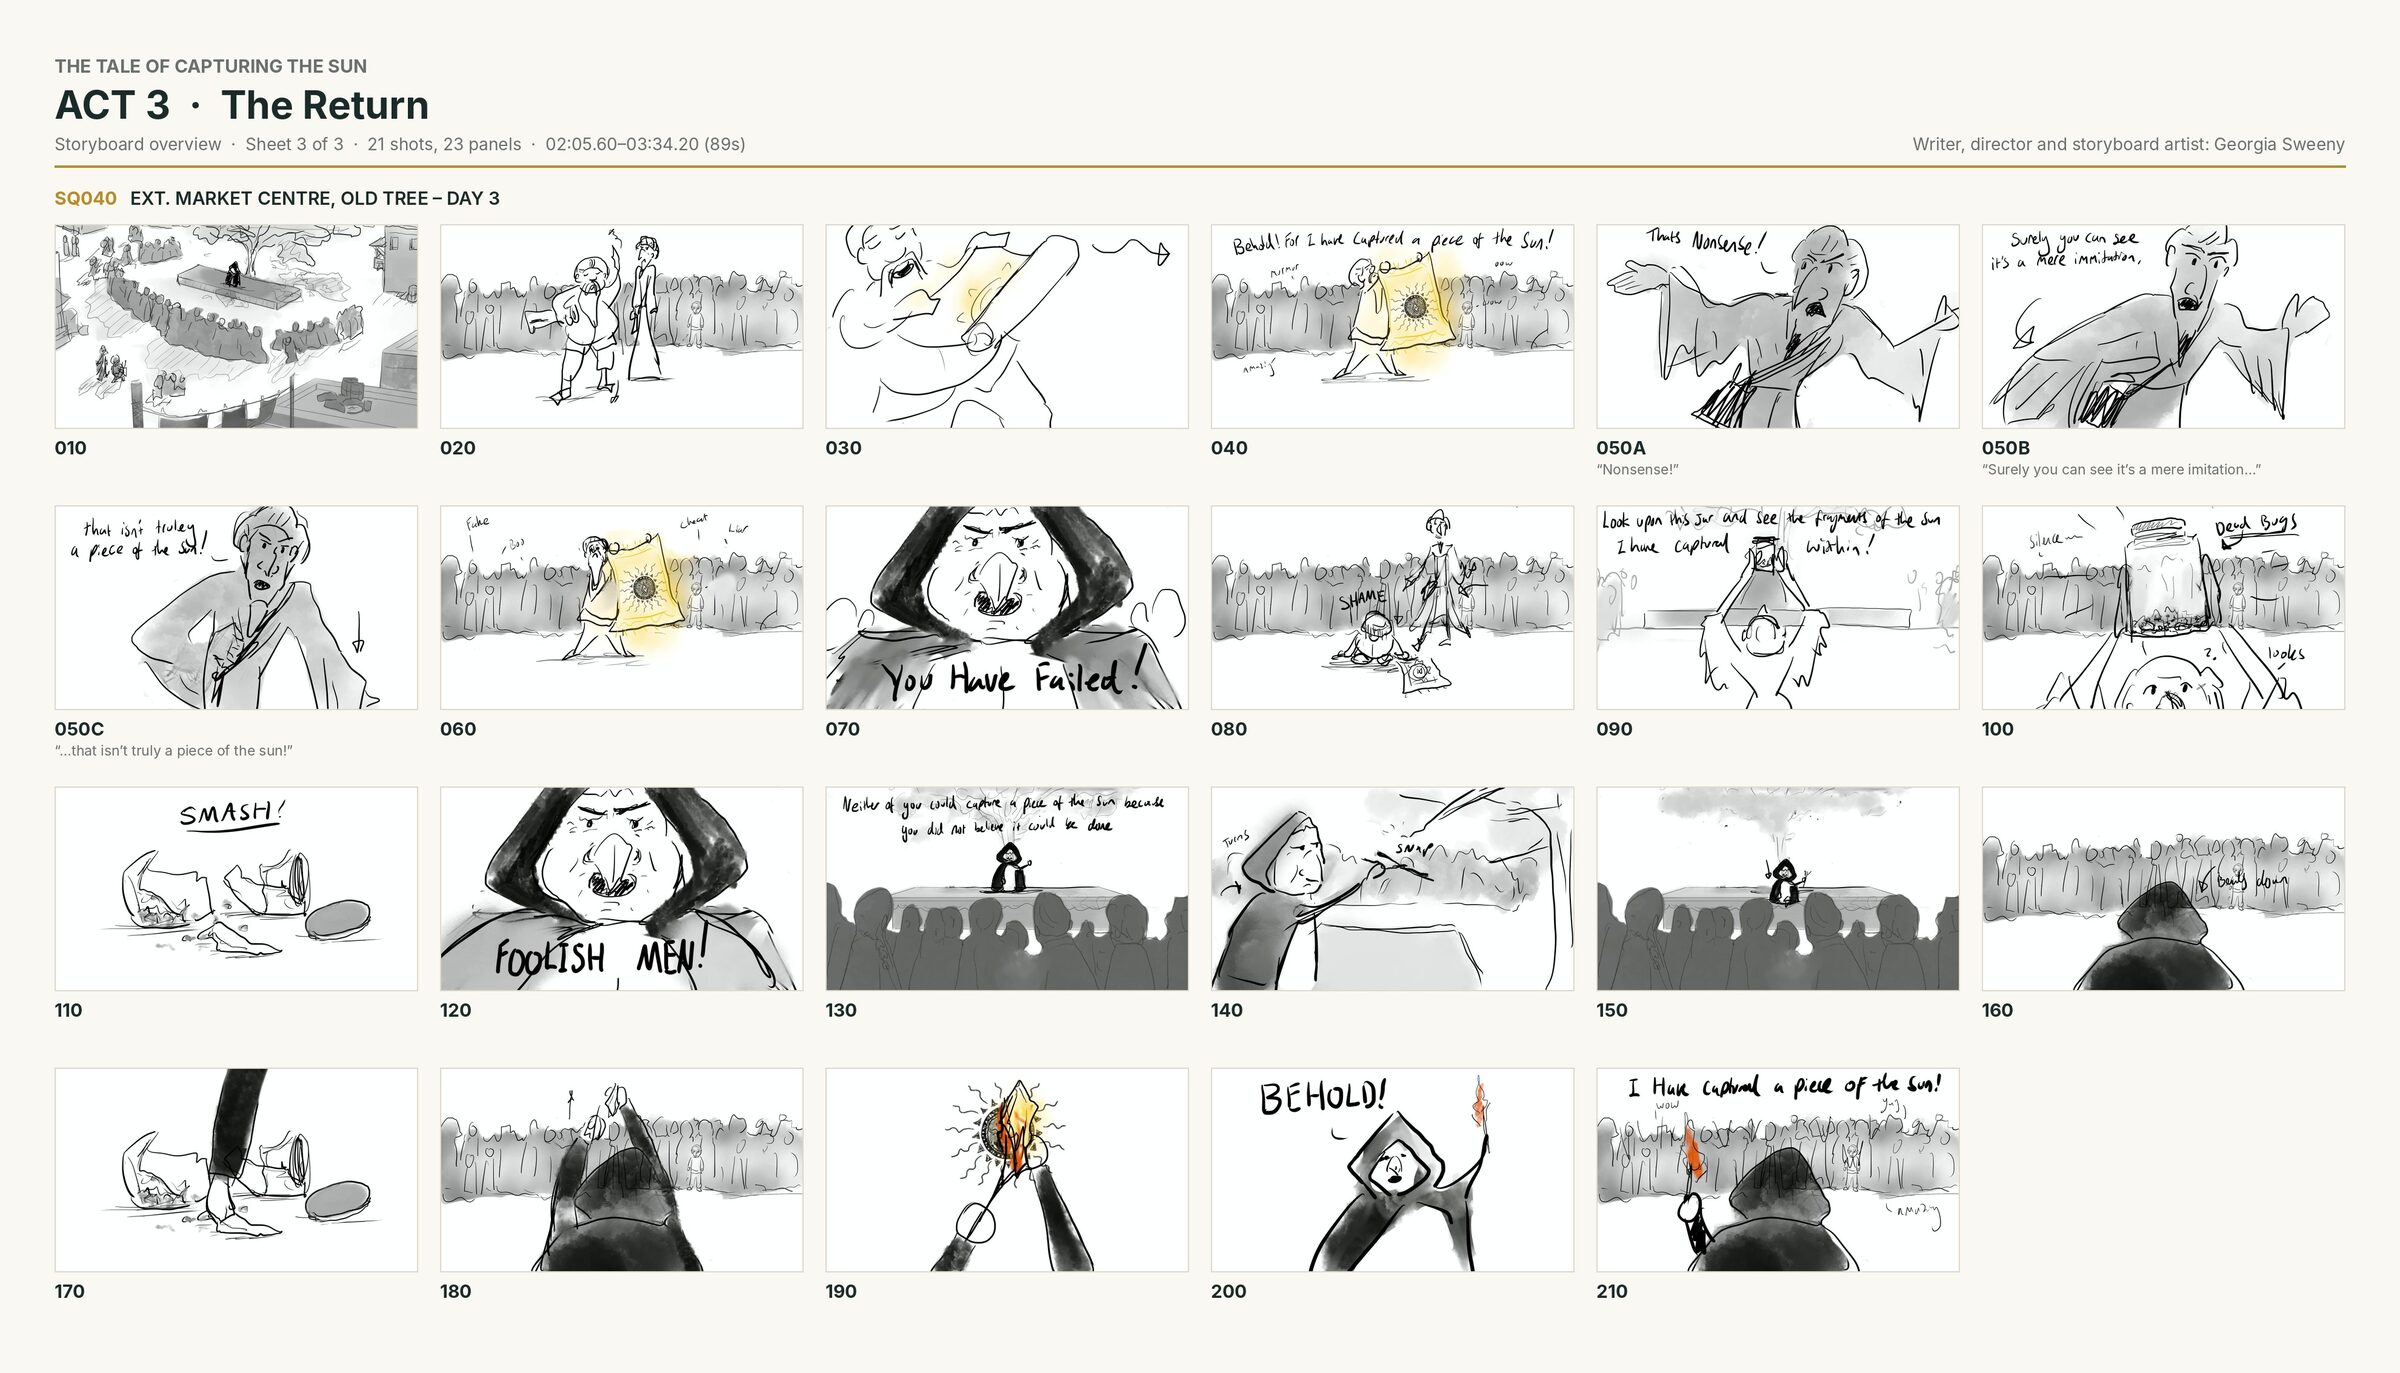 THE TALE OF CAPTURING THE SUN
ACT 3 · The Return
Storyboard overview · Sheet 3 of 3 · 21 shots, 23 panels · 02:05.60–03:34.20 (89s)
Writer, director and storyboard artist: Georgia Sweeny
SQ040 EXT. MARKET CENTRE, OLD TREE – DAY 3
010
020
030
Behold! For I have Captured a piece of the Sun!
murmur
oow
wow
amazing
040
Thats Nonsense!
050A
"Nonsense!"
Surely you can see
it's a mere immitation,
050B
"Surely you can see it's a mere imitation…"
that isn't truley
a piece of the sun!
050C
"…that isn't truly a piece of the sun!"
Fake
Boo
Cheat
Liar
060
You Have Failed!
070
SHAME
080
Look upon this Jar and see the fragments of the Sun
I have captured within!
090
silence
Dead Bugs
?
looks
100
SMASH!
110
FOOLISH MEN!
120
Neither of you could capture a piece of the Sun because
you did not believe it could be done
130
Turns
SNAP
140
150
Bends down
160
170
180
190
BEHOLD!
200
I Have captured a piece of the Sun!
wow
yay
amazing
210